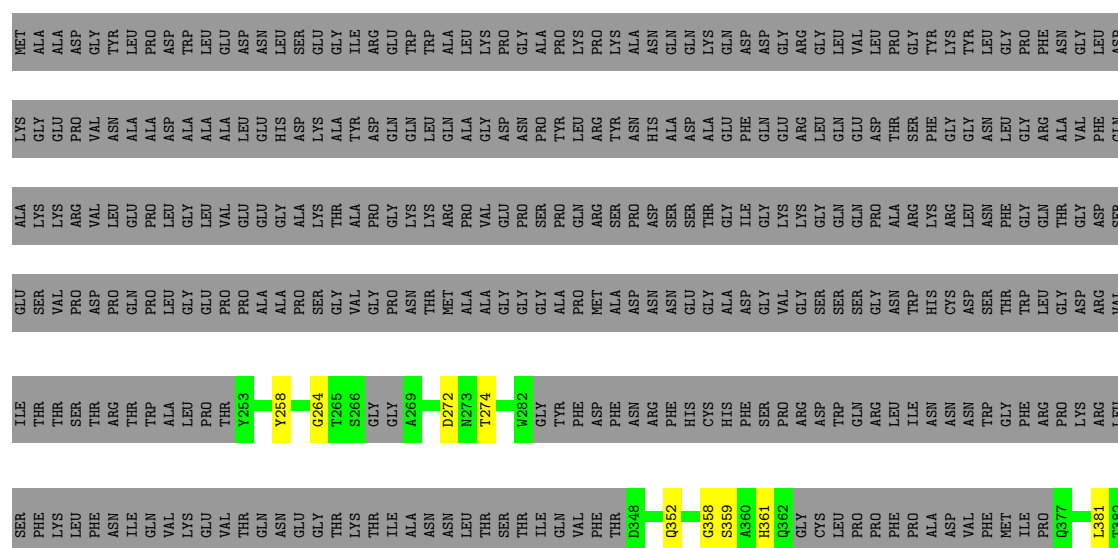 MET ALA ALA ASP GLY TYR LEU PRO ASP TRP LEU GLU ASP ASN LEU SER GLU GLY ILE ARG GLU TRP TRP ALA LEU LYS PRO GLY ALA PRO LYS PRO LYS ALA ASN GLN GLN LYS GLN ASP ASP GLY ARG GLY LEU VAL LEU PRO GLY TYR LYS TYR LEU GLY PRO PHE ASN GLY LEU ASP
LYS GLY GLU PRO VAL ASN ALA ALA ASP ALA ALA ALA LEU GLU HIS ASP LYS ALA TYR ASP GLN GLN LEU GLN ALA GLY ASP ASN PRO TYR LEU ARG TYR ASN HIS ALA ASP ALA GLU PHE GLN GLU ARG LEU GLN GLU ASP THR SER PHE GLY GLY ASN LEU GLY ARG ALA VAL PHE
ALA LYS LYS ARG VAL LEU GLU PRO LEU GLY LEU VAL GLU GLU GLY ALA LYS THR ALA PRO GLY LYS LYS ARG PRO VAL GLU PRO SER PRO GLN ARG SER PRO ASP SER SER THR GLY ILE GLY LYS LYS GLY GLN GLN PRO ALA ARG LYS ARG LEU ASN PHE GLY GLN THR GLY ASP
GLU SER VAL PRO ASP PRO GLN PRO LEU GLY GLU PRO PRO ALA ALA PRO SER GLY VAL GLY PRO ASN THR MET ALA ALA GLY GLY GLY ALA PRO MET ALA ASP ASN ASN GLU GLY ALA ASP GLY VAL GLY SER SER SER GLY ASN TRP HIS CYS ASP SER THR TRP LEU GLY ASP ARG
ILE THR THR SER THR ARG THR TRP ALA LEU PRO THR Y253 Y258 G264 T265 S266 GLY GLY A269 D272 N273 T274 W282 GLY TYR PHE ASP PHE ASN ARG PHE HIS CYS HIS PHE SER PRO ARG ASP TRP GLN ARG LEU ILE ASN ASN ASN TRP GLY PHE ARG PRO LYS ARG
SER PHE LYS LEU PHE ASN ILE GLN VAL LYS GLU VAL THR GLN ASN GLU GLY THR LYS THR ILE ALA ASN ASN LEU THR SER THR ILE GLN VAL PHE THR D348 Q352 G358 S359 A360 H361 Q362 GLY CYS LEU PRO PRO PHE PRO ALA ASP VAL PHE MET ILE PRO Q377 L381